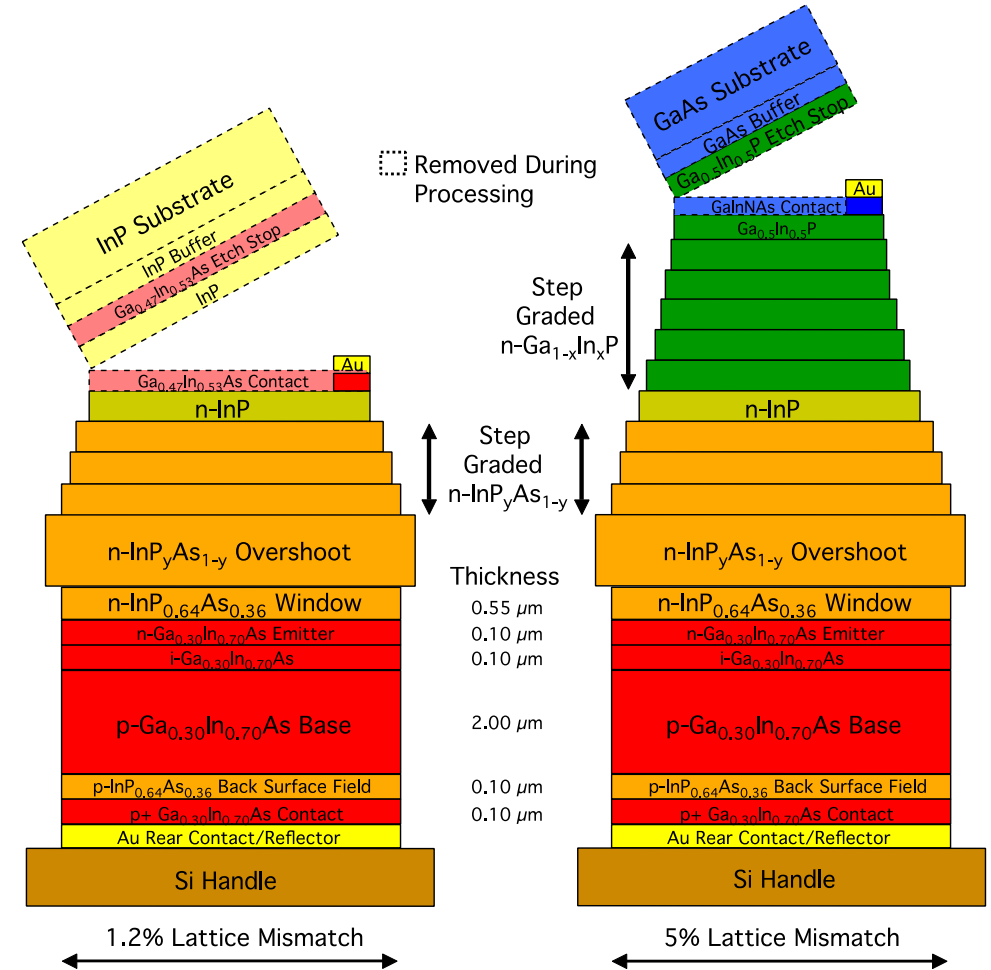 GaAs Substrate
GaAs Buffer
Ga₀.₅In₀.₅P Etch Stop
Removed During
Processing
InP Substrate
InP Buffer
Ga₀.₄₇In₀.₅₃As Etch Stop
InP
Au
GaInNAs Contact
Ga₀.₅In₀.₅P
Step
Graded
n-Ga₁₋ₓInₓP
Au
Ga₀.₄₇In₀.₅₃As Contact
n-InP
n-InP
Step
Graded
n-InPyAs1-y
n-InPyAs1-y Overshoot
n-InPyAs1-y Overshoot
Thickness
n-InP₀.₆₄As₀.₃₆ Window
0.55 µm
n-InP₀.₆₄As₀.₃₆ Window
n-Ga₀.₃₀In₀.₇₀As Emitter
0.10 µm
n-Ga₀.₃₀In₀.₇₀As Emitter
i-Ga₀.₃₀In₀.₇₀As
0.10 µm
i-Ga₀.₃₀In₀.₇₀As
p-Ga₀.₃₀In₀.₇₀As Base
2.00 µm
p-Ga₀.₃₀In₀.₇₀As Base
p-InP₀.₆₄As₀.₃₆ Back Surface Field
0.10 µm
p-InP₀.₆₄As₀.₃₆ Back Surface Field
p+ Ga₀.₃₀In₀.₇₀As Contact
0.10 µm
p+ Ga₀.₃₀In₀.₇₀As Contact
Au Rear Contact/Reflector
Au Rear Contact/Reflector
Si Handle
Si Handle
1.2% Lattice Mismatch
5% Lattice Mismatch